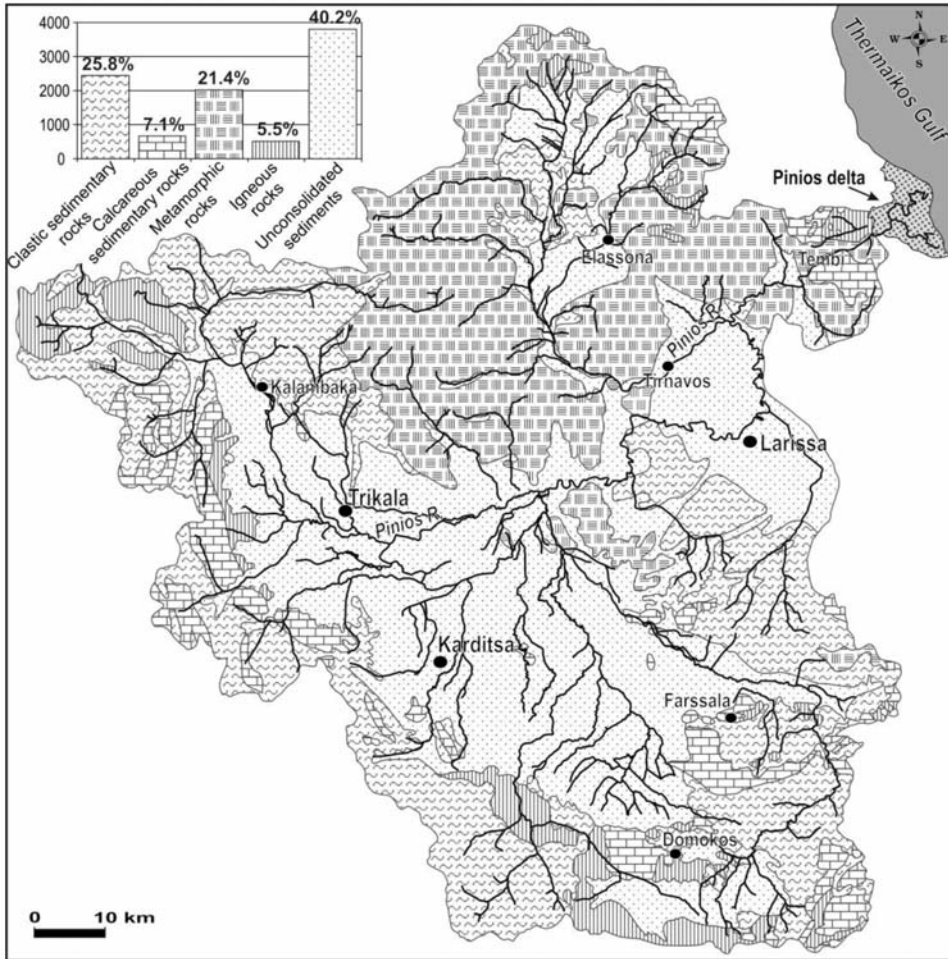 4000
3000
2000
1000
0
25.8%
7.1%
21.4%
5.5%
40.2%
Clastic sedimentary
rocks
Calcareous
sedimentary rocks
Metamorphic
rocks
Igneous
rocks
Unconsolidated
sediments
N
W E
S
Thermaikos Gulf
Pinios delta
Elassona
Tembi
Pinios R.
Tirnavos
Kalambaka
Larissa
Trikala
Pinios R.
Karditsa
Farssala
Domokos
0 10 km